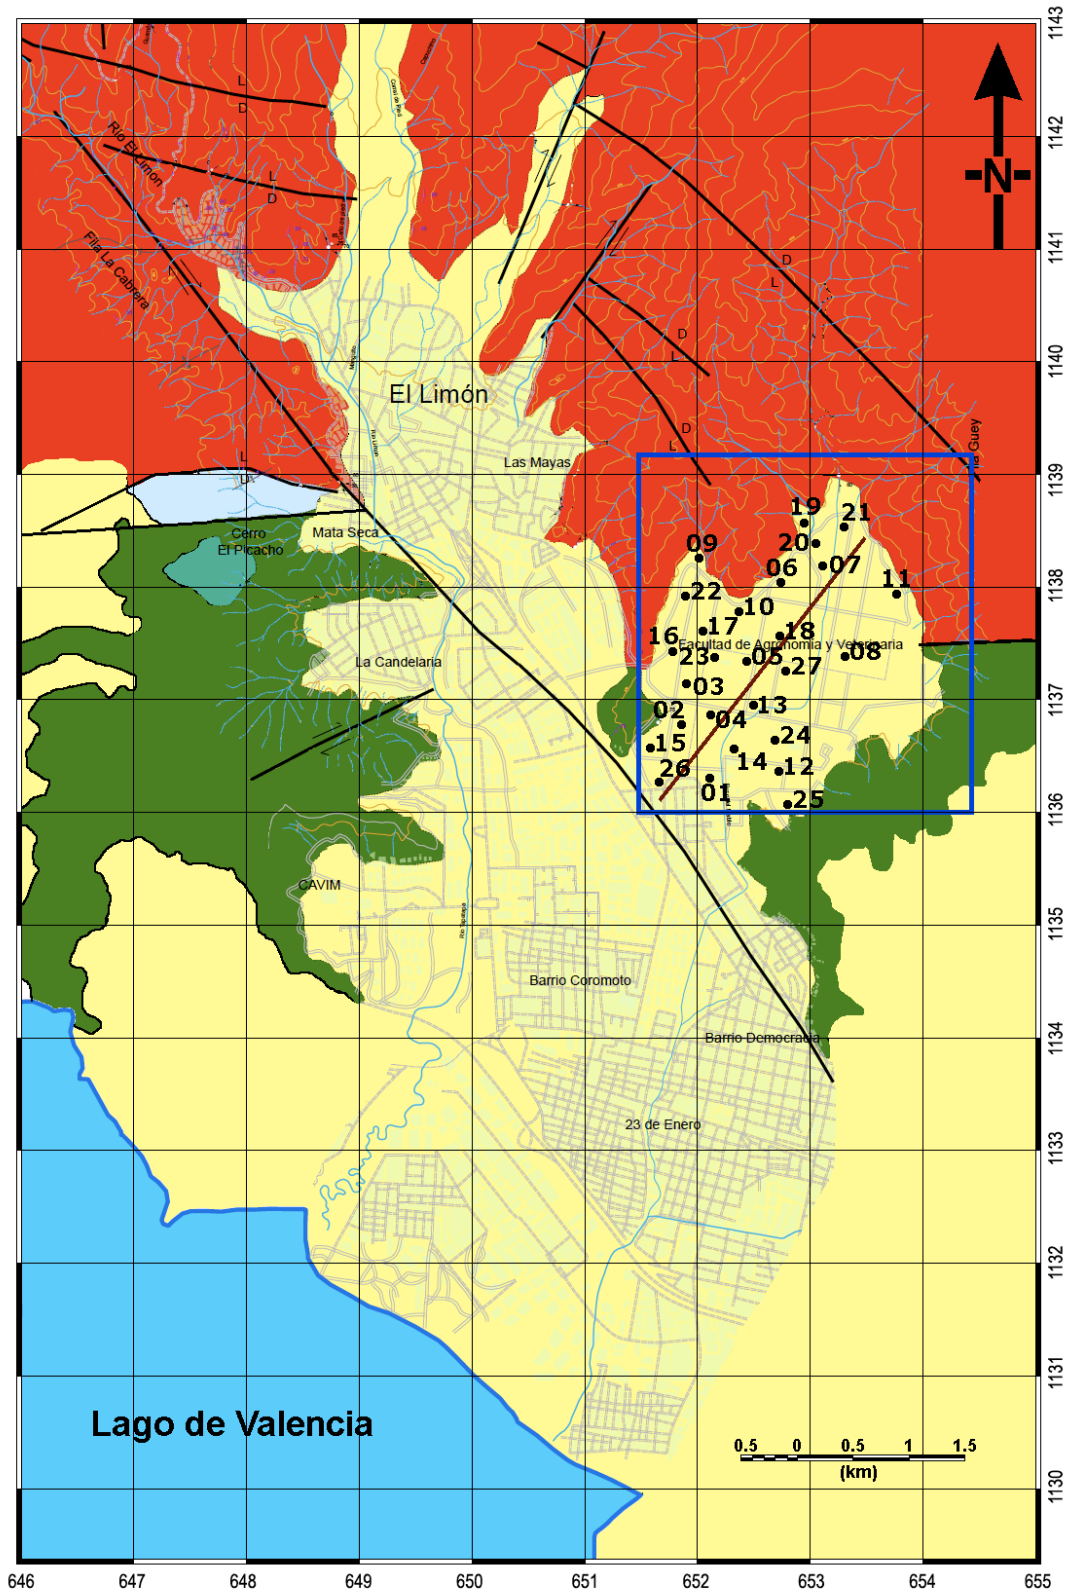 1143
1142
1141
1140
1139
1138
1137
1136
1135
1134
1133
1132
1131
1130
N
L
D
L
D
Río El Limón
Fila La Cabrera
D
L
D
L
D
L
L
D
El Limón
Las Mayas
Mata Seca
Cerro
El Picacho
La Candelaria
CAVIM
Barrio Coromoto
Barrio Democracia
23 de Enero
Facultad de Agronomía y Veterinaria
19
21
20
09
07
06
11
22
10
17
16
18
23
05
08
27
03
13
02
04
24
15
14
26
12
01
25
Lago de Valencia
0.5 0 0.5 1 1.5
(km)
646 647 648 649 650 651 652 653 654 655